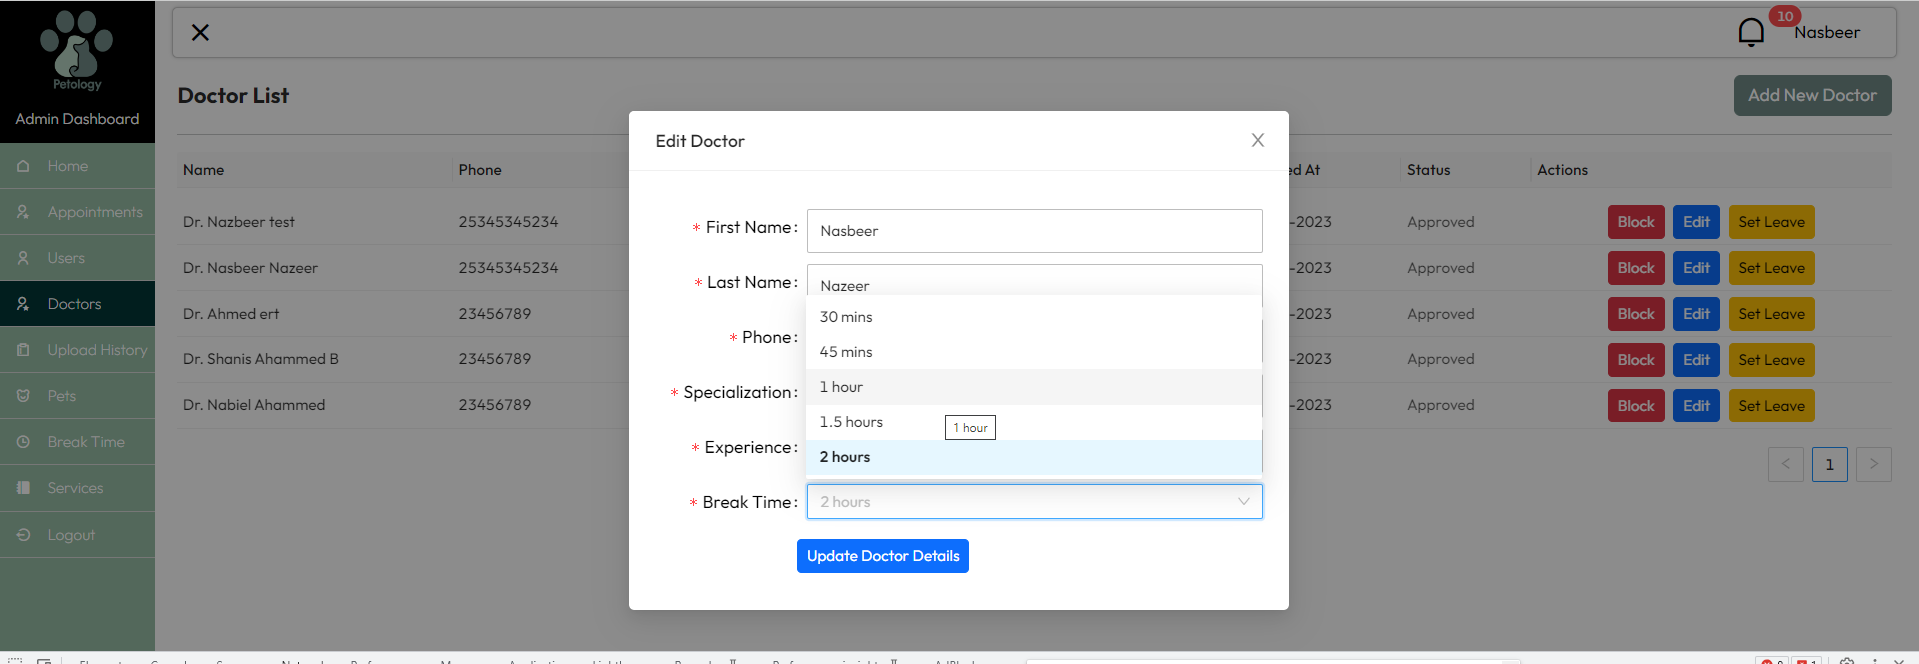 10
Nasbeer
Petology
Admin Dashboard
Home
Appointments
Users
Doctors
Upload History
Pets
Break Time
Services
Logout
Doctor List
Add New Doctor
Name Phone ed At Status Actions
Dr. Nazbeer test 25345345234 -2023 Approved Block Edit Set Leave
Dr. Nasbeer Nazeer 25345345234 -2023 Approved Block Edit Set Leave
Dr. Ahmed ert 23456789 -2023 Approved Block Edit Set Leave
Dr. Shanis Ahammed B 23456789 -2023 Approved Block Edit Set Leave
Dr. Nabiel Ahammed 23456789 -2023 Approved Block Edit Set Leave
< 1 >
Edit Doctor
* First Name: Nasbeer
* Last Name: Nazeer
* Phone:
* Specialization:
* Experience:
30 mins
45 mins
1 hour
1.5 hours
1 hour
2 hours
* Break Time: 2 hours
Update Doctor Details